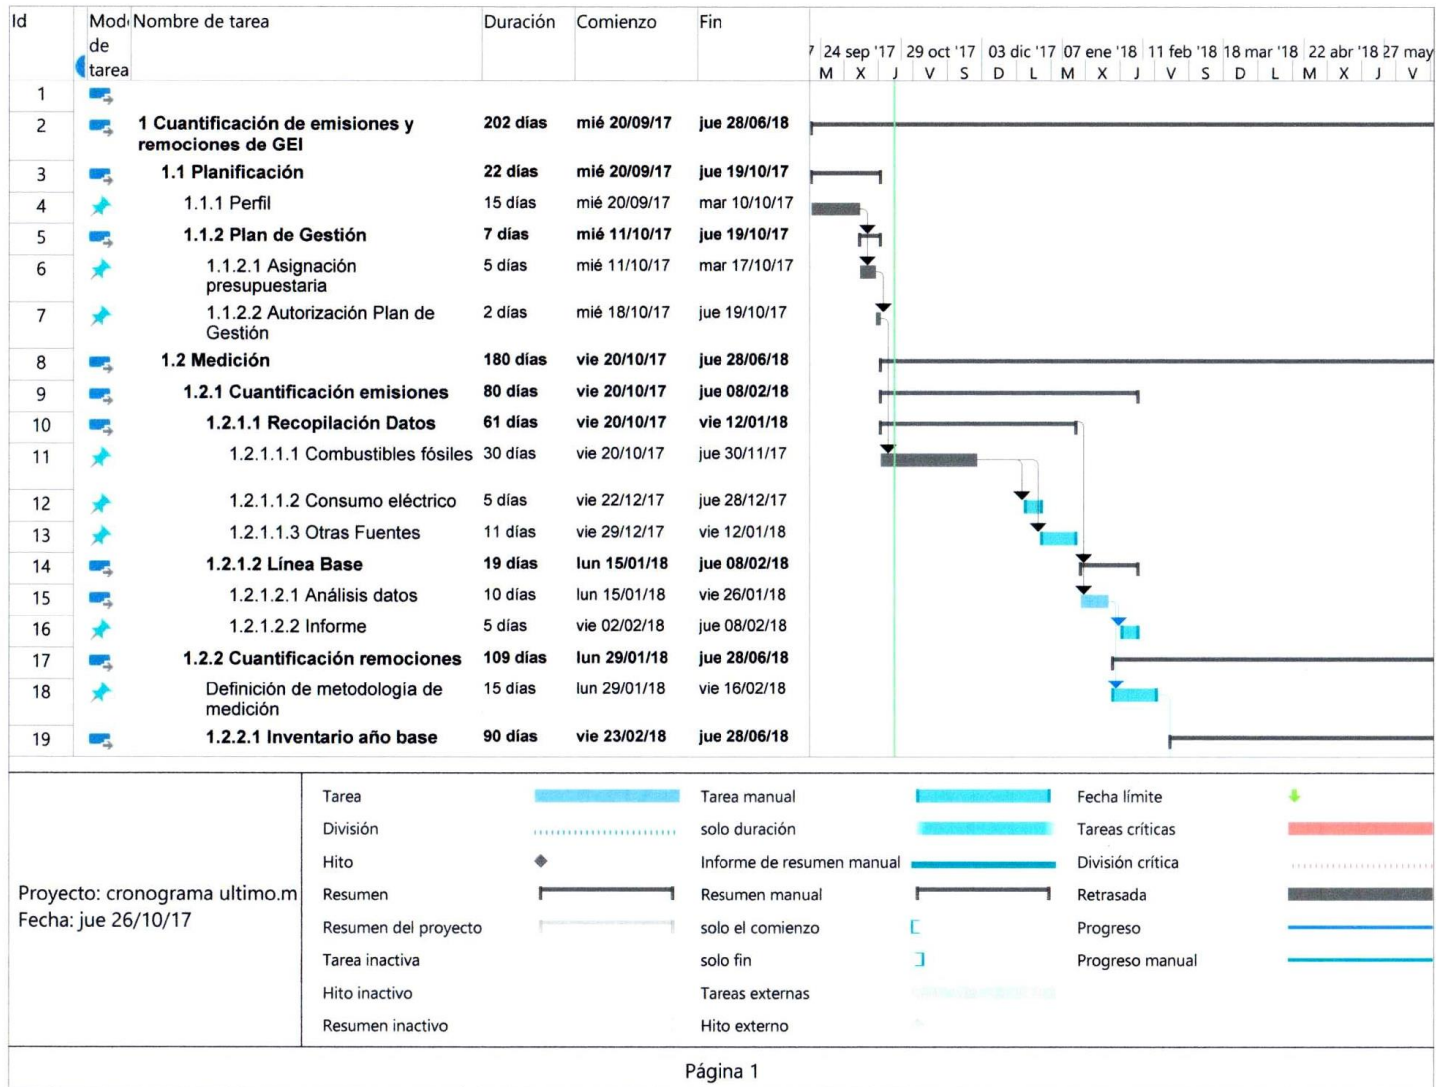 Id Modo de tarea Nombre de tarea Duración Comienzo Fin
7 24 sep '17 29 oct '17 03 dic '17 07 ene '18 11 feb '18 18 mar '18 22 abr '18 27 may
M X J V S D L M X J V S D L M X J V
1
2 1 Cuantificación de emisiones y 202 días mié 20/09/17 jue 28/06/18
remociones de GEI
3 1.1 Planificación 22 días mié 20/09/17 jue 19/10/17
4 1.1.1 Perfil 15 días mié 20/09/17 mar 10/10/17
5 1.1.2 Plan de Gestión 7 días mié 11/10/17 jue 19/10/17
6 1.1.2.1 Asignación 5 días mié 11/10/17 mar 17/10/17
presupuestaria
7 1.1.2.2 Autorización Plan de 2 días mié 18/10/17 jue 19/10/17
Gestión
8 1.2 Medición 180 días vie 20/10/17 jue 28/06/18
9 1.2.1 Cuantificación emisiones 80 días vie 20/10/17 jue 08/02/18
10 1.2.1.1 Recopilación Datos 61 días vie 20/10/17 vie 12/01/18
11 1.2.1.1.1 Combustibles fósiles 30 días vie 20/10/17 jue 30/11/17
12 1.2.1.1.2 Consumo eléctrico 5 días vie 22/12/17 jue 28/12/17
13 1.2.1.1.3 Otras Fuentes 11 días vie 29/12/17 vie 12/01/18
14 1.2.1.2 Línea Base 19 días lun 15/01/18 jue 08/02/18
15 1.2.1.2.1 Análisis datos 10 días lun 15/01/18 vie 26/01/18
16 1.2.1.2.2 Informe 5 días vie 02/02/18 jue 08/02/18
17 1.2.2 Cuantificación remociones 109 días lun 29/01/18 jue 28/06/18
18 Definición de metodología de 15 días lun 29/01/18 vie 16/02/18
medición
19 1.2.2.1 Inventario año base 90 días vie 23/02/18 jue 28/06/18
Proyecto: cronograma ultimo.m
Fecha: jue 26/10/17
Tarea Tarea manual Fecha límite
División solo duración Tareas críticas
Hito Informe de resumen manual División crítica
Resumen Resumen manual Retrasada
Resumen del proyecto solo el comienzo Progreso
Tarea inactiva solo fin Progreso manual
Hito inactivo Tareas externas
Resumen inactivo Hito externo
Página 1